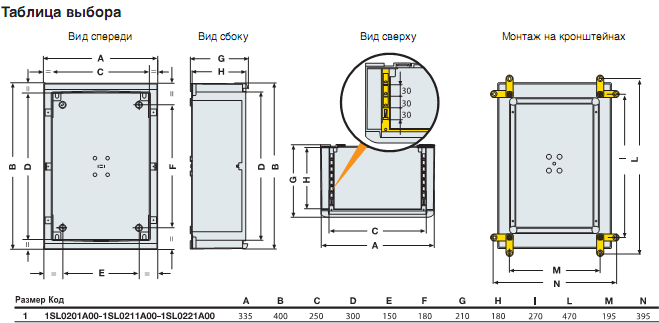 Таблица выбора
Вид спереди
Вид сбоку
Вид сверху
Монтаж на кронштейнах
A
= C =
=
B
D
F
=
= E =
G
H
D
B
30
30
30
G
H
C
A
I
L
M
N
Размер Код A B C D E F G H I L M N
1 1SL0201A00-1SL0211A00-1SL0221A00 335 400 250 300 150 180 210 180 270 470 195 395